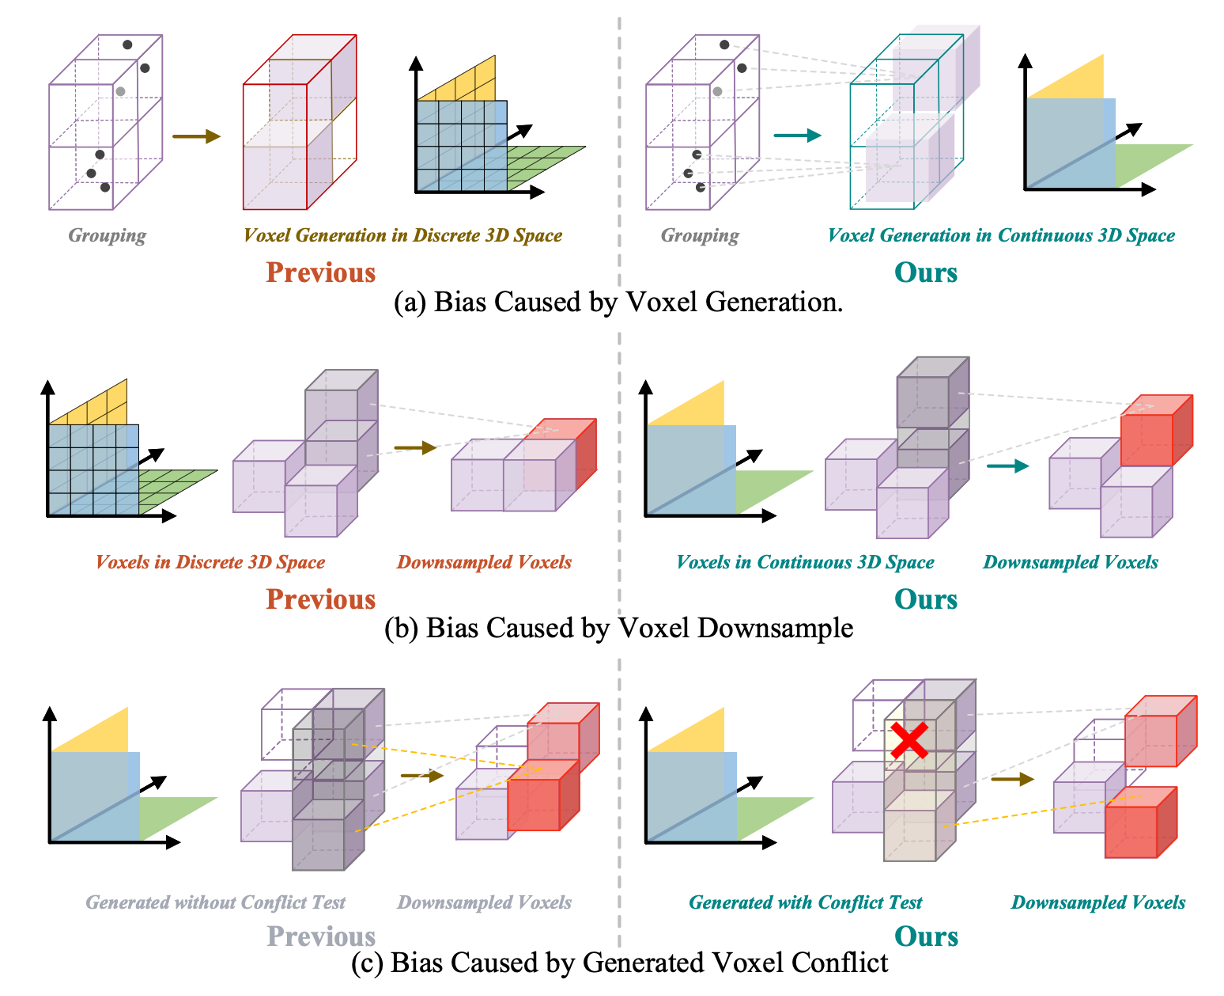 Grouping
Voxel Generation in Discrete 3D Space
Previous
Grouping
Voxel Generation in Continuous 3D Space
Ours
(a) Bias Caused by Voxel Generation.
Voxels in Discrete 3D Space
Downsampled Voxels
Previous
Voxels in Continuous 3D Space
Downsampled Voxels
Ours
(b) Bias Caused by Voxel Downsample
Generated without Conflict Test
Downsampled Voxels
Previous
Generated with Conflict Test
Downsampled Voxels
Ours
(c) Bias Caused by Generated Voxel Conflict